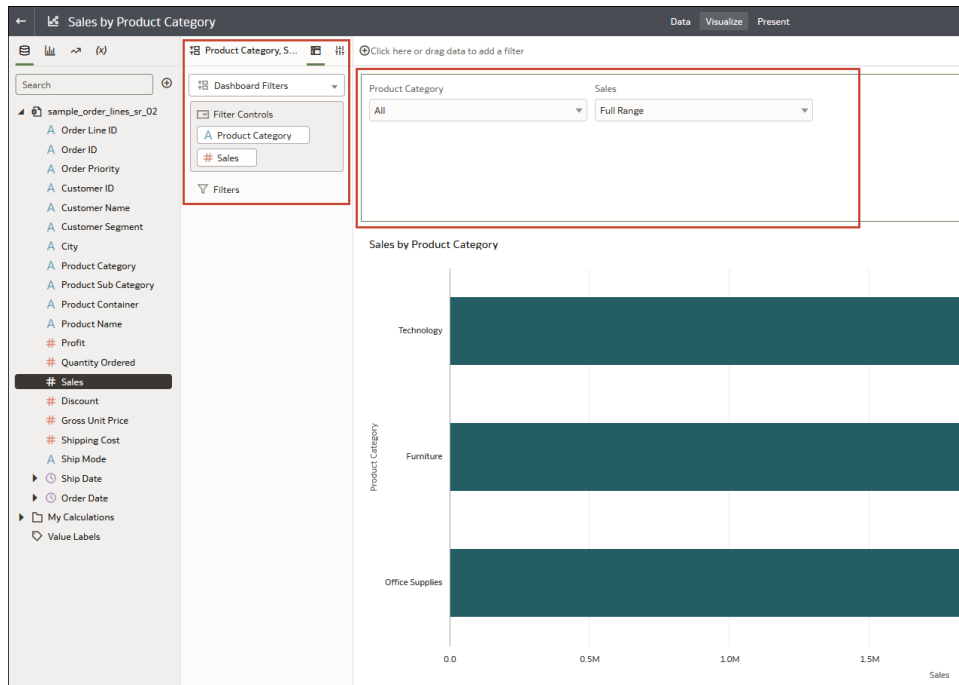 Sales by Product Category
Data Visualize Present
(x)
Search
sample_order_lines_sr_02
A Order Line ID
A Order ID
A Order Priority
A Customer ID
A Customer Name
A Customer Segment
A City
A Product Category
A Product Sub Category
A Product Container
A Product Name
# Profit
# Quantity Ordered
# Sales
# Discount
# Gross Unit Price
# Shipping Cost
A Ship Mode
Ship Date
Order Date
My Calculations
Value Labels
Product Category, S...
Dashboard Filters
Filter Controls
A Product Category
# Sales
Filters
Click here or drag data to add a filter
Product Category Sales
All Full Range
Sales by Product Category
Product Category
Technology
Furniture
Office Supplies
0.0 0.5M 1.0M 1.5M
Sales